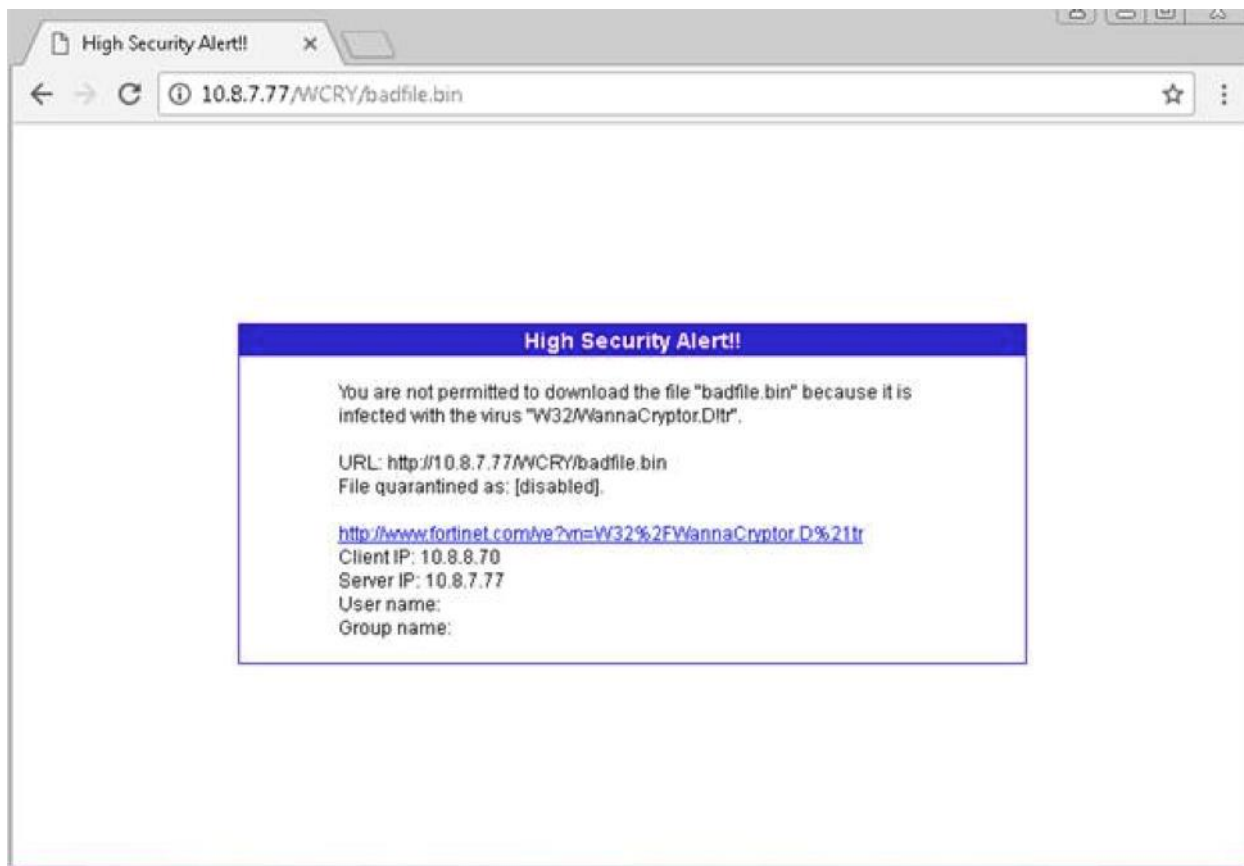 High Security Alert!!
10.8.7.77/WCRY/badfile.bin
High Security Alert!!
You are not permitted to download the file "badfile.bin" because it is
infected with the virus "W32/WannaCryptor.D!tr".
URL: http://10.8.7.77/WCRY/badfile.bin
File quarantined as: [disabled].
http://www.fortinet.com/ve?vn=W32%2FWannaCryptor.D%21tr
Client IP: 10.8.8.70
Server IP: 10.8.7.77
User name:
Group name: